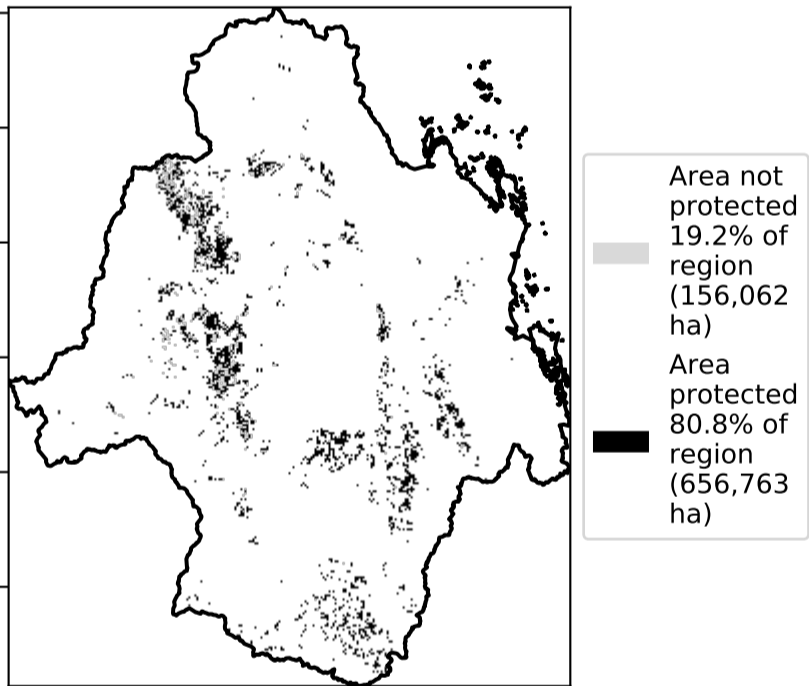 Area not
protected
19.2% of
region
(156,062
ha)
Area
protected
80.8% of
region
(656,763
ha)